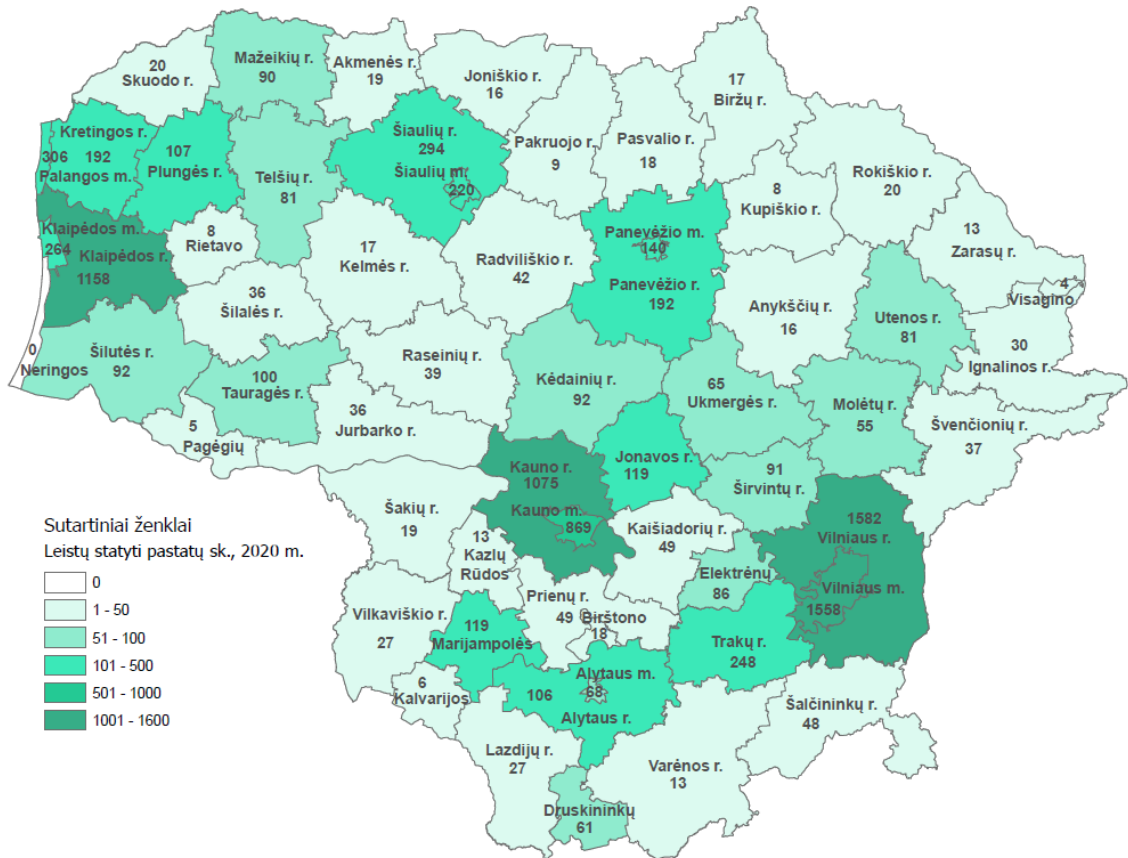 20
Skuodo r.
Mažeikių r.
90
Akmenės r.
19
Joniškio r.
16
17
Biržų r.
Kretingos r.
306
192
Palangos m.
107
Plungės r.
Telšių r.
81
Šiaulių r.
294
Šiaulių m.
220
Pakruojo r.
9
Pasvalio r.
18
8
Kupiškio r.
Rokiškio r.
20
13
Zarasų r.
4
Visagino
Klaipėdos m.
264
Klaipėdos r.
1158
8
Rietavo
17
Kelmės r.
Radviliškio r.
42
Panevėžio m.
140
Panevėžio r.
192
Anykščių r.
16
Utenos r.
81
30
Ignalinos r.
36
Šilalės r.
0
Neringos
Šilutės r.
92
100
Tauragės r.
Raseinių r.
39
Kėdainių r.
92
65
Ukmergės r.
Molėtų r.
55
Švenčionių r.
37
5
Pagėgių
36
Jurbarko r.
Kauno r.
1075
Kauno m.
869
Jonavos r.
119
91
Širvintų r.
Šakių r.
19
13
Kazlų
Rūdos
Kaišiadorių r.
49
Elektrėnų
86
1582
Vilniaus r.
Vilniaus m.
1558
Prienų r.
49
Birštono
18
Vilkaviškio r.
27
119
Marijampolės
Trakų r.
248
6
Kalvarijos
106
Alytaus m.
68
Alytaus r.
Šalčininkų r.
48
Lazdijų r.
27
Varėnos r.
13
Druskininkų
61
Sutartiniai ženklai
Leistų statyti pastatų sk., 2020 m.
0
1 - 50
51 - 100
101 - 500
501 - 1000
1001 - 1600